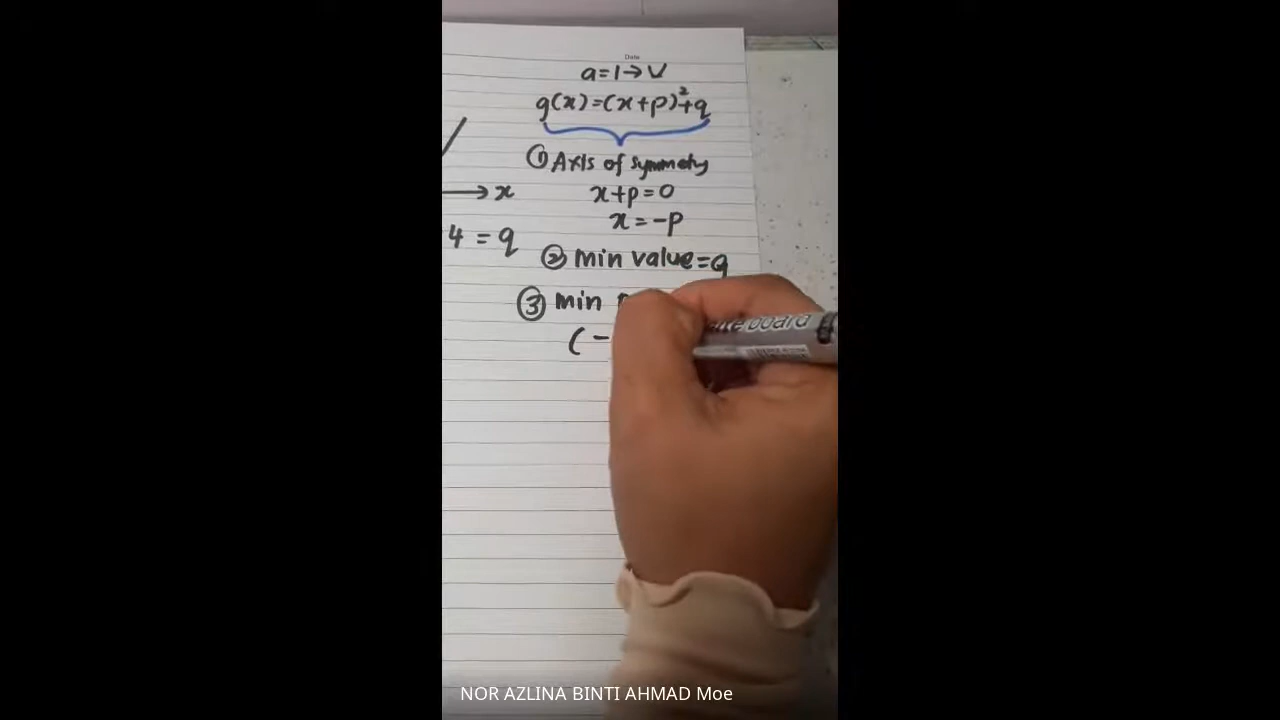 Date
a=1→V
g(x)=(x+p)²+q
① Axis of symmetry
→ x
x+p=0
x=-p
4 = q
② min value=q
③ min
(-
board
NOR AZLINA BINTI AHMAD Moe